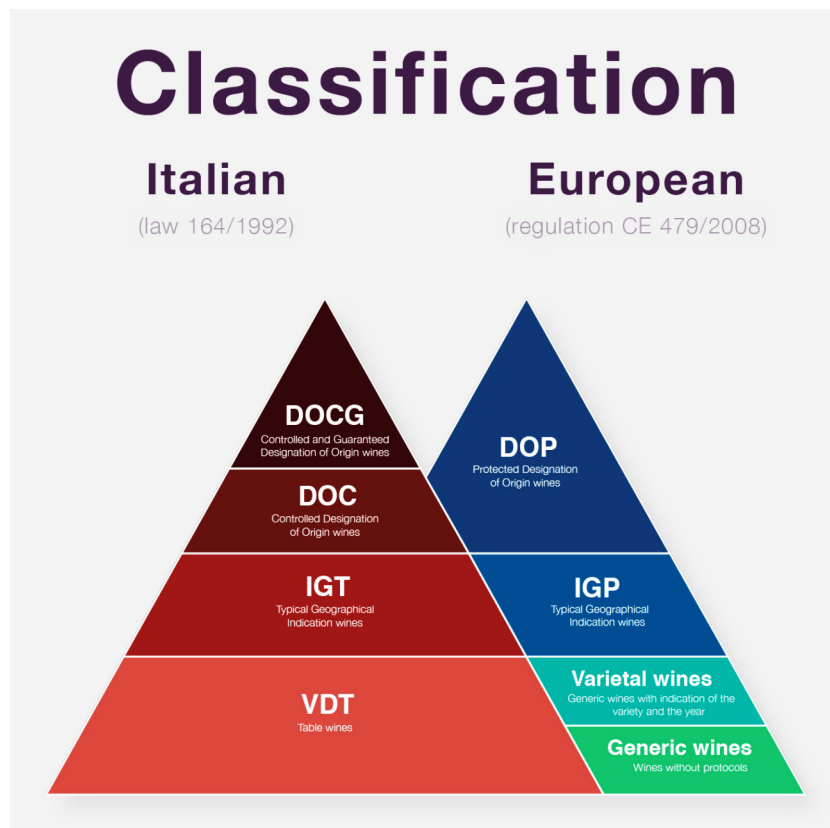 Classification
Italian
(law 164/1992)
European
(regulation CE 479/2008)
DOCG
Controlled and Guaranteed
Designation of Origin wines
DOC
Controlled Designation
of Origin wines
IGT
Typical Geographical
Indication wines
VDT
Table wines
DOP
Protected Designation
of Origin wines
IGP
Typical Geographical
Indication wines
Varietal wines
Generic wines with indication of the
variety and the year
Generic wines
Wines without protocols